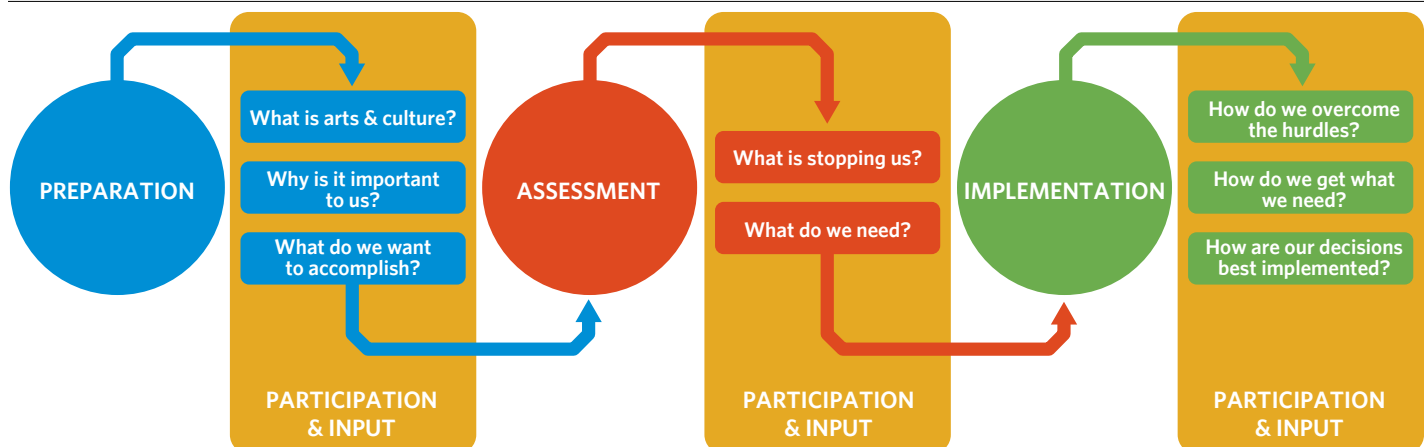 PREPARATION
What is arts & culture?
Why is it important
to us?
What do we want
to accomplish?
PARTICIPATION
& INPUT
ASSESSMENT
What is stopping us?
What do we need?
PARTICIPATION
& INPUT
IMPLEMENTATION
How do we overcome
the hurdles?
How do we get what
we need?
How are our decisions
best implemented?
PARTICIPATION
& INPUT